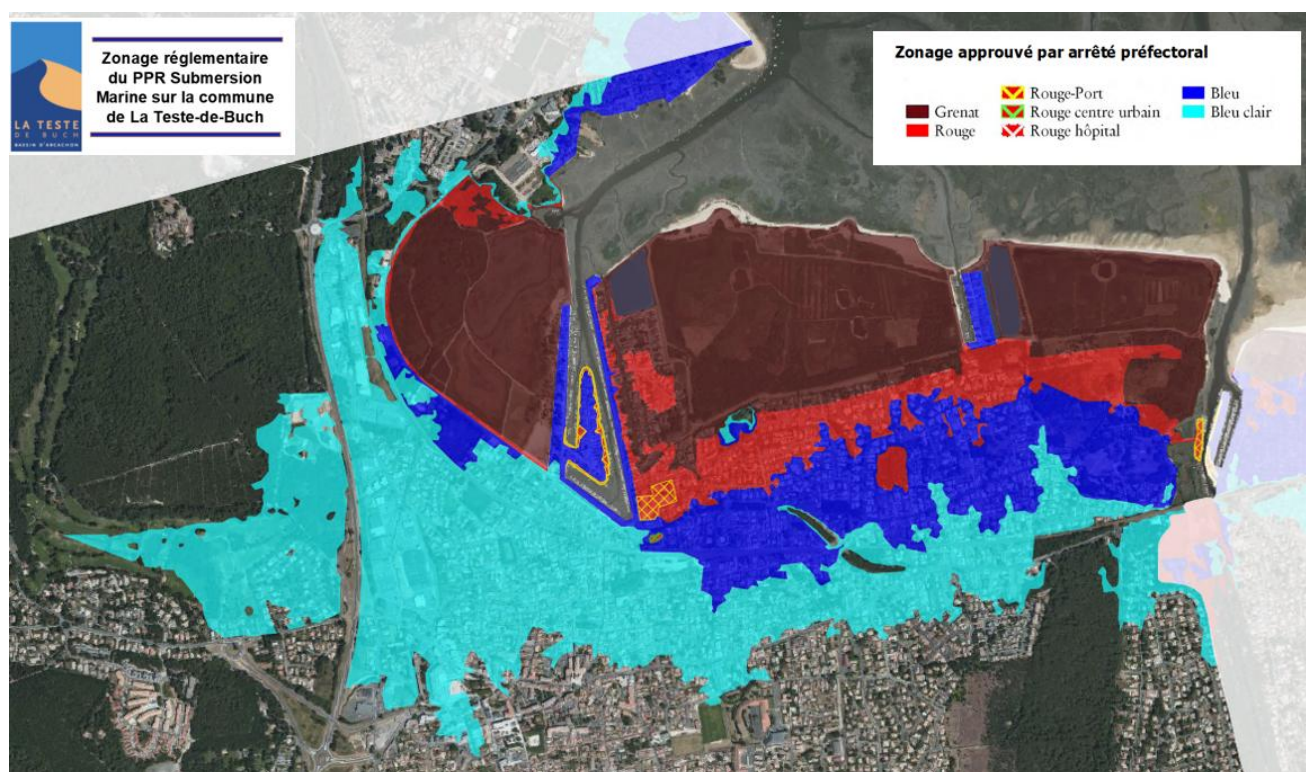 Zonage réglementaire
du PPR Submersion
Marine sur la commune
de La Teste-de-Buch
LA TESTE
DE BUCH
BASSIN D'ARCACHON
Zonage approuvé par arrêté préfectoral
Grenat
Rouge
Rouge-Port
Rouge centre urbain
Rouge hôpital
Bleu
Bleu clair